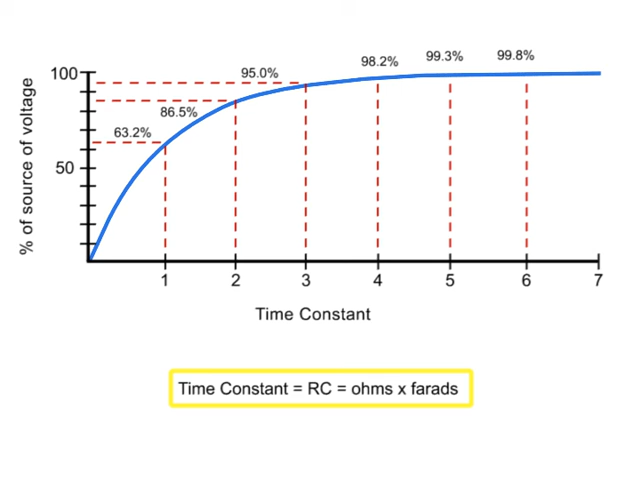 98.2%
99.3%
99.8%
95.0%
100
86.5%
63.2%
50
% of source of voltage
1 2 3 4 5 6 7
Time Constant
Time Constant = RC = ohms x farads